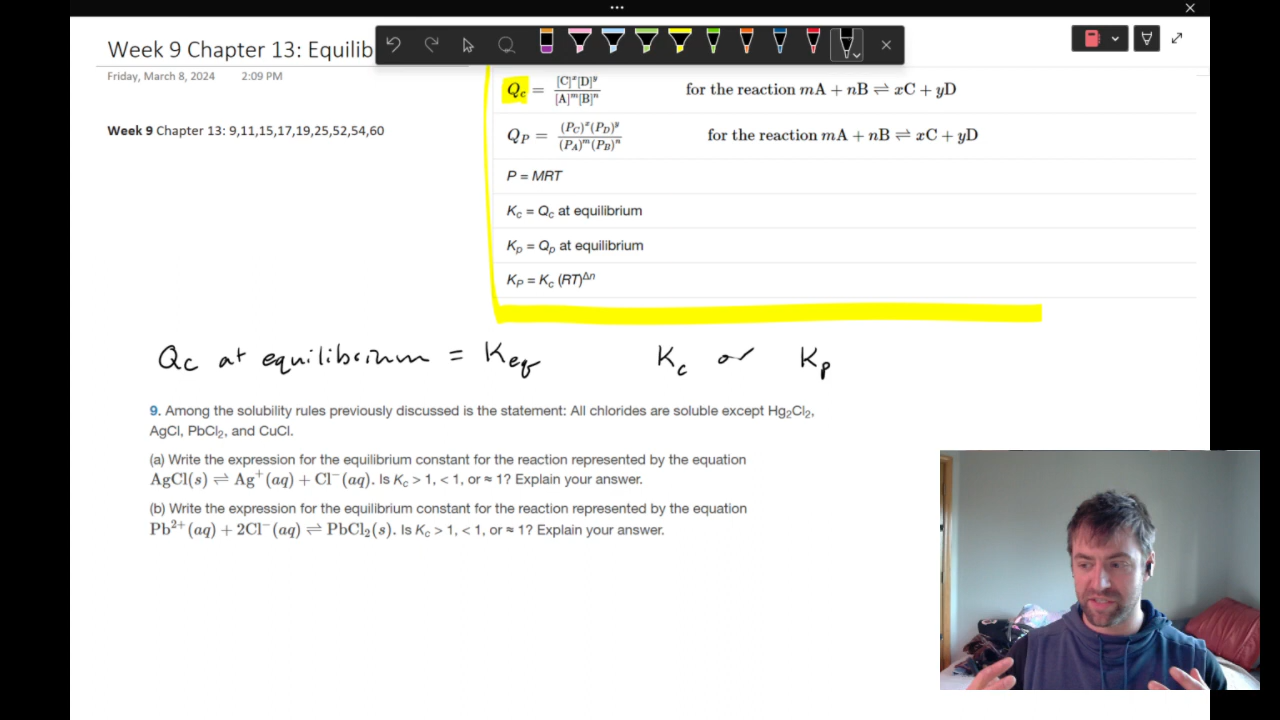 Week 9 Chapter 13: Equilib
Friday, March 8, 2024 2:09 PM
Week 9 Chapter 13: 9,11,15,17,19,25,52,54,60
Qc = [C]ˣ[D]ʸ / [A]ᵐ[B]ⁿ for the reaction mA + nB ⇌ xC + yD
QP = (PC)ˣ(PD)ʸ / (PA)ᵐ(PB)ⁿ for the reaction mA + nB ⇌ xC + yD
P = MRT
Kc = Qc at equilibrium
Kp = Qp at equilibrium
KP = Kc (RT)^Δn
Qc at equilibrium = Keq Kc or Kp
9. Among the solubility rules previously discussed is the statement: All chlorides are soluble except Hg₂Cl₂,
AgCl, PbCl₂, and CuCl.
(a) Write the expression for the equilibrium constant for the reaction represented by the equation
AgCl(s) ⇌ Ag⁺(aq) + Cl⁻(aq). Is Kc > 1, < 1, or ≈ 1? Explain your answer.
(b) Write the expression for the equilibrium constant for the reaction represented by the equation
Pb²⁺(aq) + 2Cl⁻(aq) ⇌ PbCl₂(s). Is Kc > 1, < 1, or ≈ 1? Explain your answer.